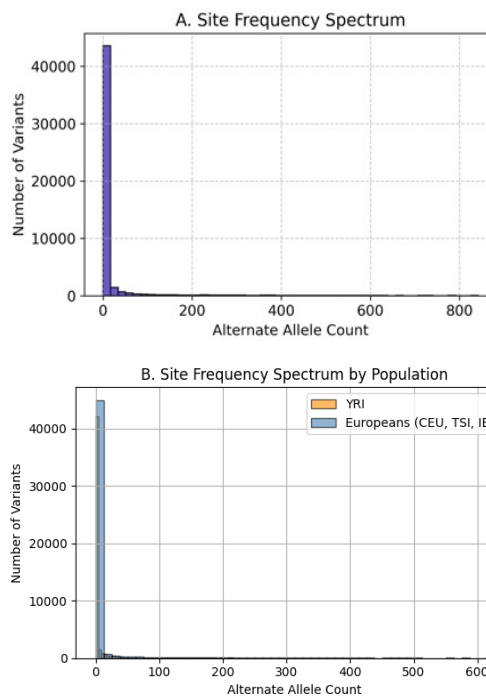 A. Site Frequency Spectrum
40000
30000
20000
10000
0
Number of Variants
0 200 400 600 800
Alternate Allele Count
B. Site Frequency Spectrum by Population
YRI
Europeans (CEU, TSI, IB
40000
30000
20000
10000
0
Number of Variants
0 100 200 300 400 500 600
Alternate Allele Count